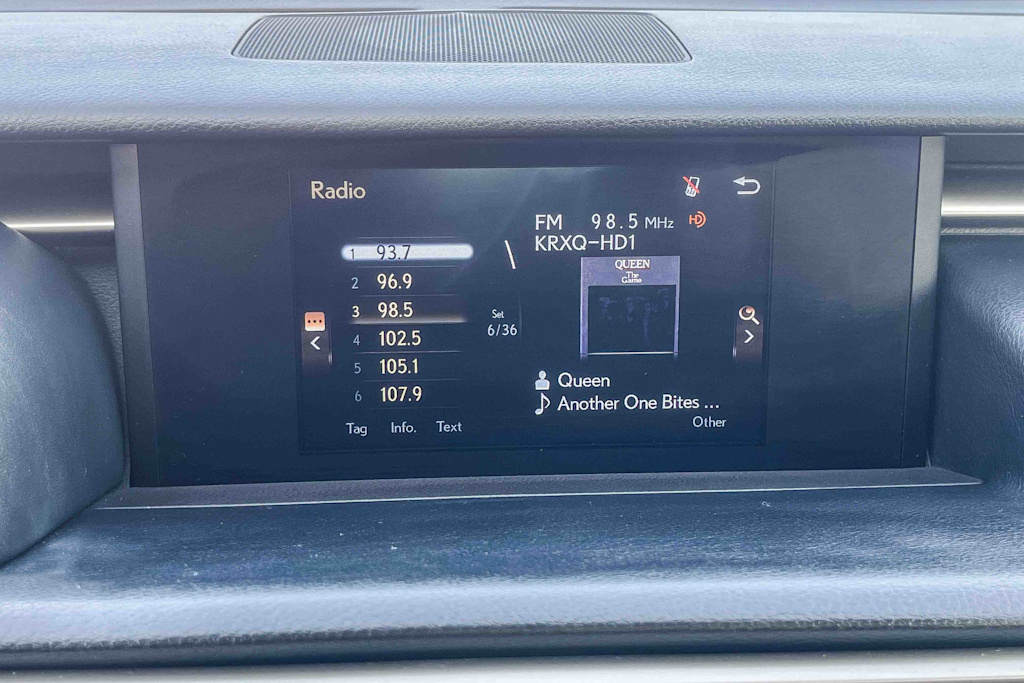 Radio
FM 98.5 MHz HD
KRXQ-HD1
1 93.7
2 96.9
3 98.5
4 102.5
5 105.1
6 107.9
Set
6/36
QUEEN
The
Game
Queen
Another One Bites ...
Tag Info. Text
Other